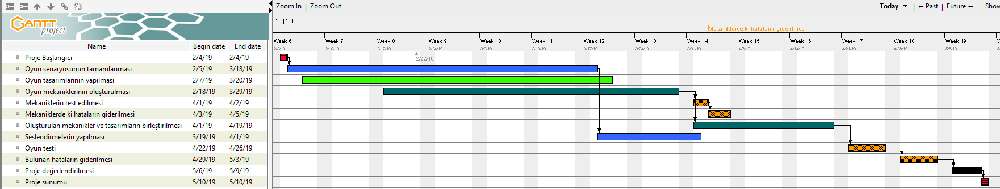 Zoom In | Zoom Out
Today ▼ | ← Past | Future → Show
GANTT
project
2019
Mekaniklerde ki hataların giderilmes
Name Begin date End date
Week 6 Week 7 Week 8 Week 9 Week 10 Week 11 Week 12 Week 13 Week 14 Week 15 Week 16 Week 17 Week 18 Week 19
2/3/19 2/10/19 2/17/19 2/24/19 3/3/19 3/10/19 3/17/19 3/24/19 3/31/19 4/7/19 4/14/19 4/21/19 4/28/19 5/5/19
2/22/19
Proje Başlangıcı 2/4/19 2/4/19
Oyun senaryosunun tamamlanması 2/5/19 3/18/19
Oyun tasarımlarının yapılması 2/7/19 3/20/19
Oyun mekaniklerinin oluşturulması 2/18/19 3/29/19
Mekaniklerin test edilmesi 4/1/19 4/2/19
Mekaniklerde ki hataların giderilmesi 4/3/19 4/5/19
Oluşturulan mekanikler ve tasarımların birleştirilmesi 4/1/19 4/19/19
Seslendirmelerin yapılması 3/19/19 4/1/19
Oyun testi 4/22/19 4/26/19
Bulunan hataların giderilmesi 4/29/19 5/3/19
Proje değerlendirilmesi 5/6/19 5/9/19
Proje sunumu 5/10/19 5/10/19